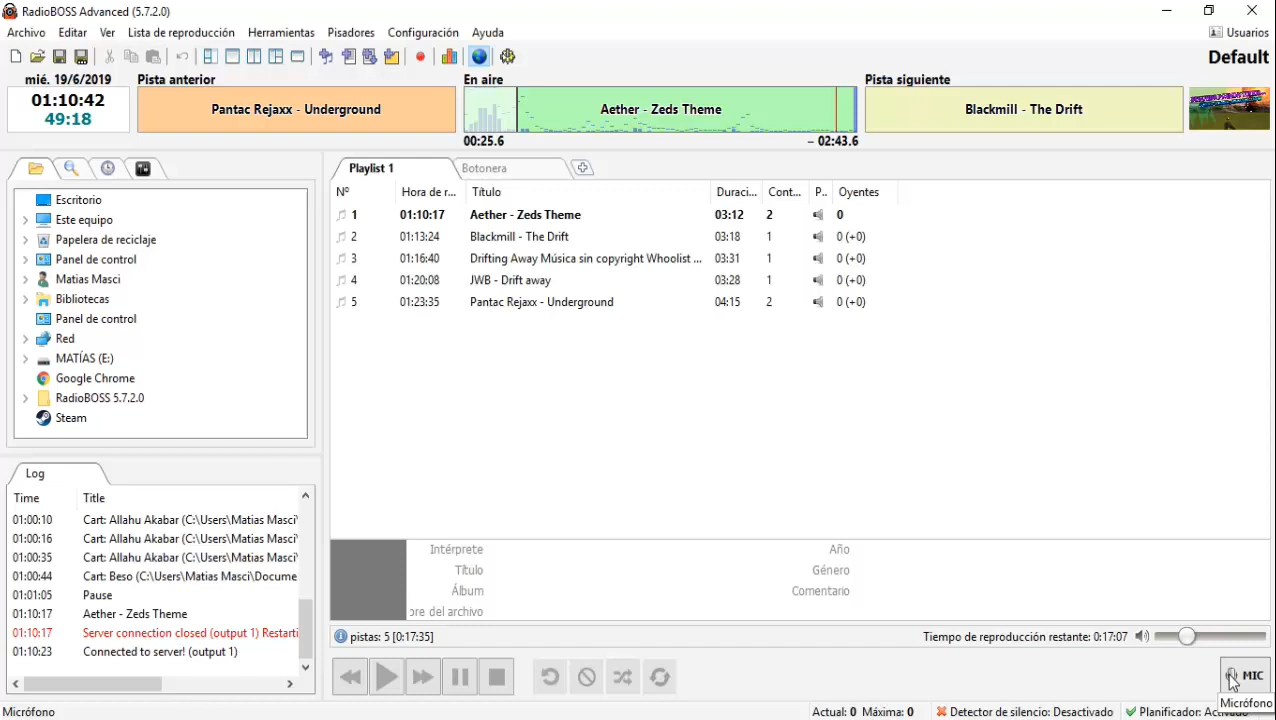 RadioBOSS Advanced (5.7.2.0)
Archivo Editar Ver Lista de reproducción Herramientas Pisadores Configuración Ayuda Usuarios
Default
mié. 19/6/2019 Pista anterior En aire Pista siguiente
01:10:42
49:18
Pantac Rejaxx - Underground
Aether - Zeds Theme
Blackmill - The Drift
00:25.6 – 02:43.6
Playlist 1 Botonera
Nº Hora de r... Título Duraci... Cont... P.. Oyentes
1 01:10:17 Aether - Zeds Theme 03:12 2 0
2 01:13:24 Blackmill - The Drift 03:18 1 0 (+0)
3 01:16:40 Drifting Away Música sin copyright Whoolist ... 03:31 1 0 (+0)
4 01:20:08 JWB - Drift away 03:28 1 0 (+0)
5 01:23:35 Pantac Rejaxx - Underground 04:15 2 0 (+0)
Escritorio
Este equipo
Papelera de reciclaje
Panel de control
Matias Masci
Bibliotecas
Panel de control
Red
MATÍAS (E:)
Google Chrome
RadioBOSS 5.7.2.0
Steam
Log
Time Title
01:00:10 Cart: Allahu Akabar (C:\Users\Matias Masci\
01:00:16 Cart: Allahu Akabar (C:\Users\Matias Masci\
01:00:35 Cart: Allahu Akabar (C:\Users\Matias Masci\
01:00:44 Cart: Beso (C:\Users\Matias Masci\Docume
01:01:05 Pause
01:10:17 Aether - Zeds Theme
01:10:17 Server connection closed (output 1) Restarti
01:10:23 Connected to server! (output 1)
Intérprete Año
Título Género
Álbum Comentario
bre del archivo
pistas: 5 [0:17:35] Tiempo de reproducción restante: 0:17:07
MIC
Micrófono
Micrófono Actual: 0 Máxima: 0 Detector de silencio: Desactivado Planificador: